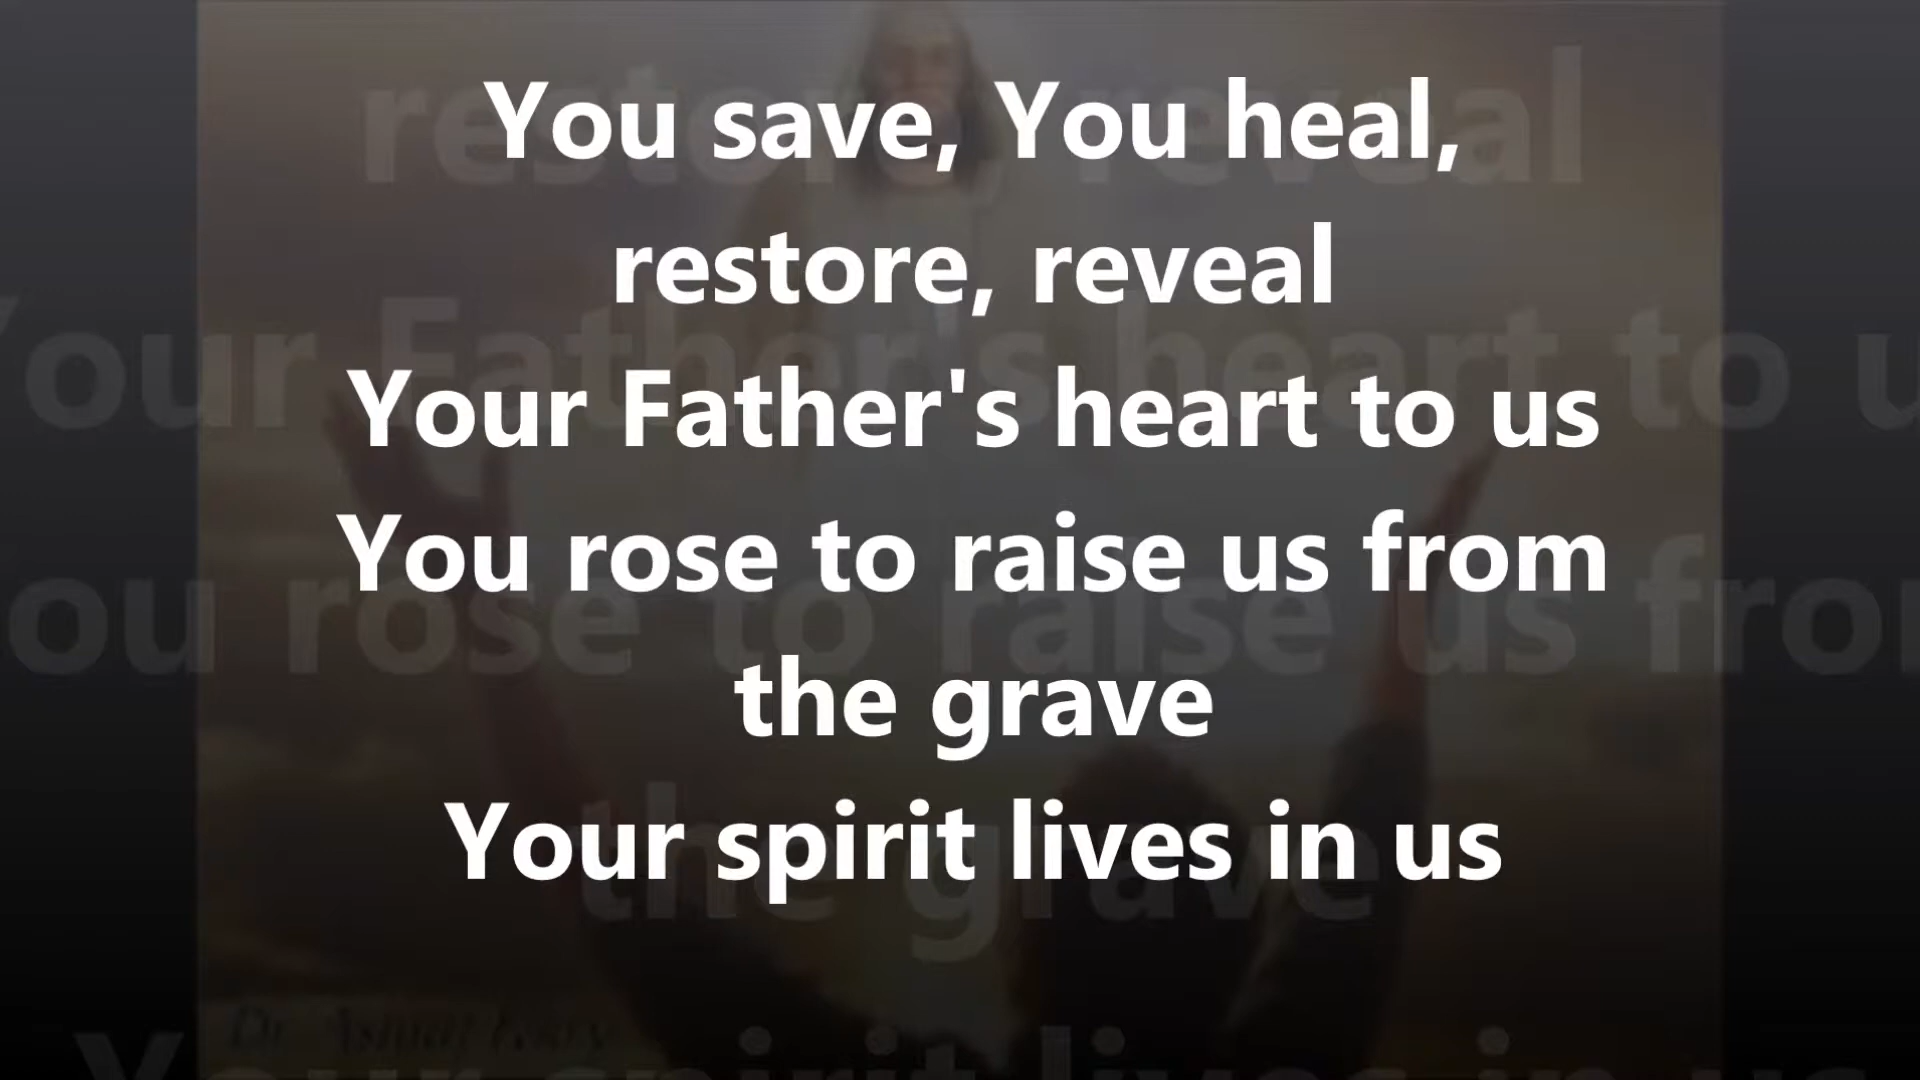 You save, You heal,
restore, reveal
Your Father's heart to us
You rose to raise us from
the grave
Your spirit lives in us